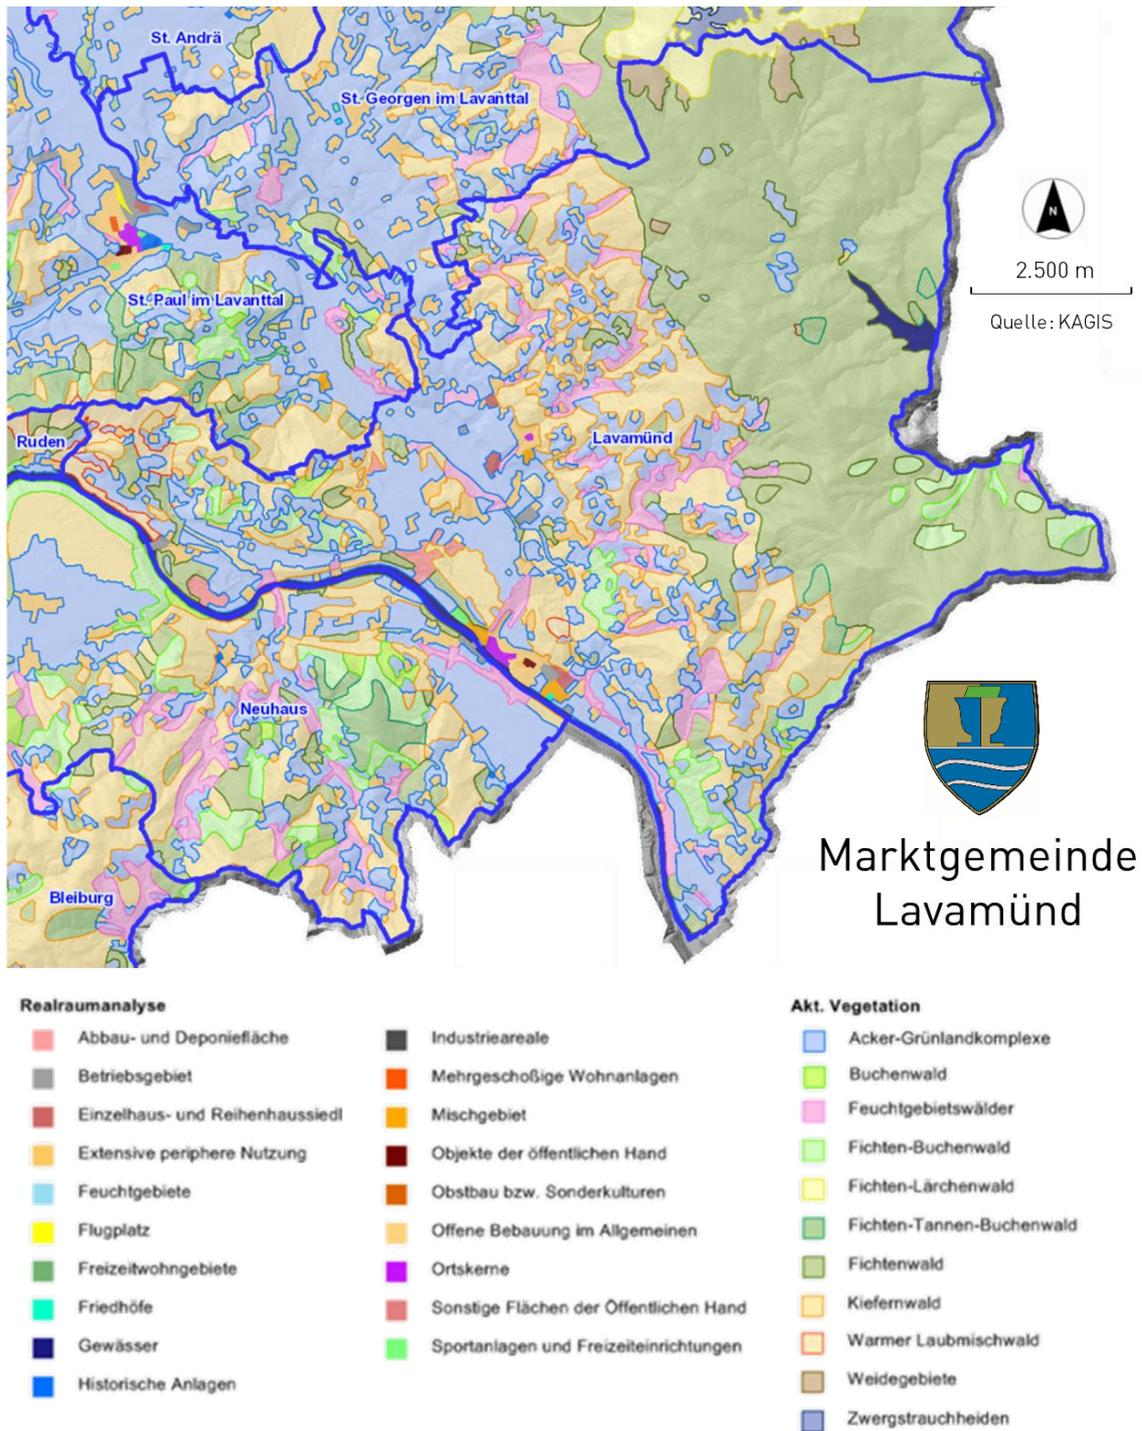 St. Andrä
St. Georgen im Lavanttal
N
2.500 m
St. Paul im Lavanttal
Quelle: KAGIS
Ruden
Lavamünd
Neuhaus
Marktgemeinde
Lavamünd
Bleiburg
Realraumanalyse
Abbau- und Deponiefläche
Betriebsgebiet
Einzelhaus- und Reihenhaussiedl
Extensive periphere Nutzung
Feuchtgebiete
Flugplatz
Freizeitwohngebiete
Friedhöfe
Gewässer
Historische Anlagen
Industrieareale
Mehrgeschoßige Wohnanlagen
Mischgebiet
Objekte der öffentlichen Hand
Obstbau bzw. Sonderkulturen
Offene Bebauung im Allgemeinen
Ortskerne
Sonstige Flächen der Öffentlichen Hand
Sportanlagen und Freizeiteinrichtungen
Akt. Vegetation
Acker-Grünlandkomplexe
Buchenwald
Feuchtgebietswälder
Fichten-Buchenwald
Fichten-Lärchenwald
Fichten-Tannen-Buchenwald
Fichtenwald
Kiefernwald
Warmer Laubmischwald
Weidegebiete
Zwergstrauchheiden